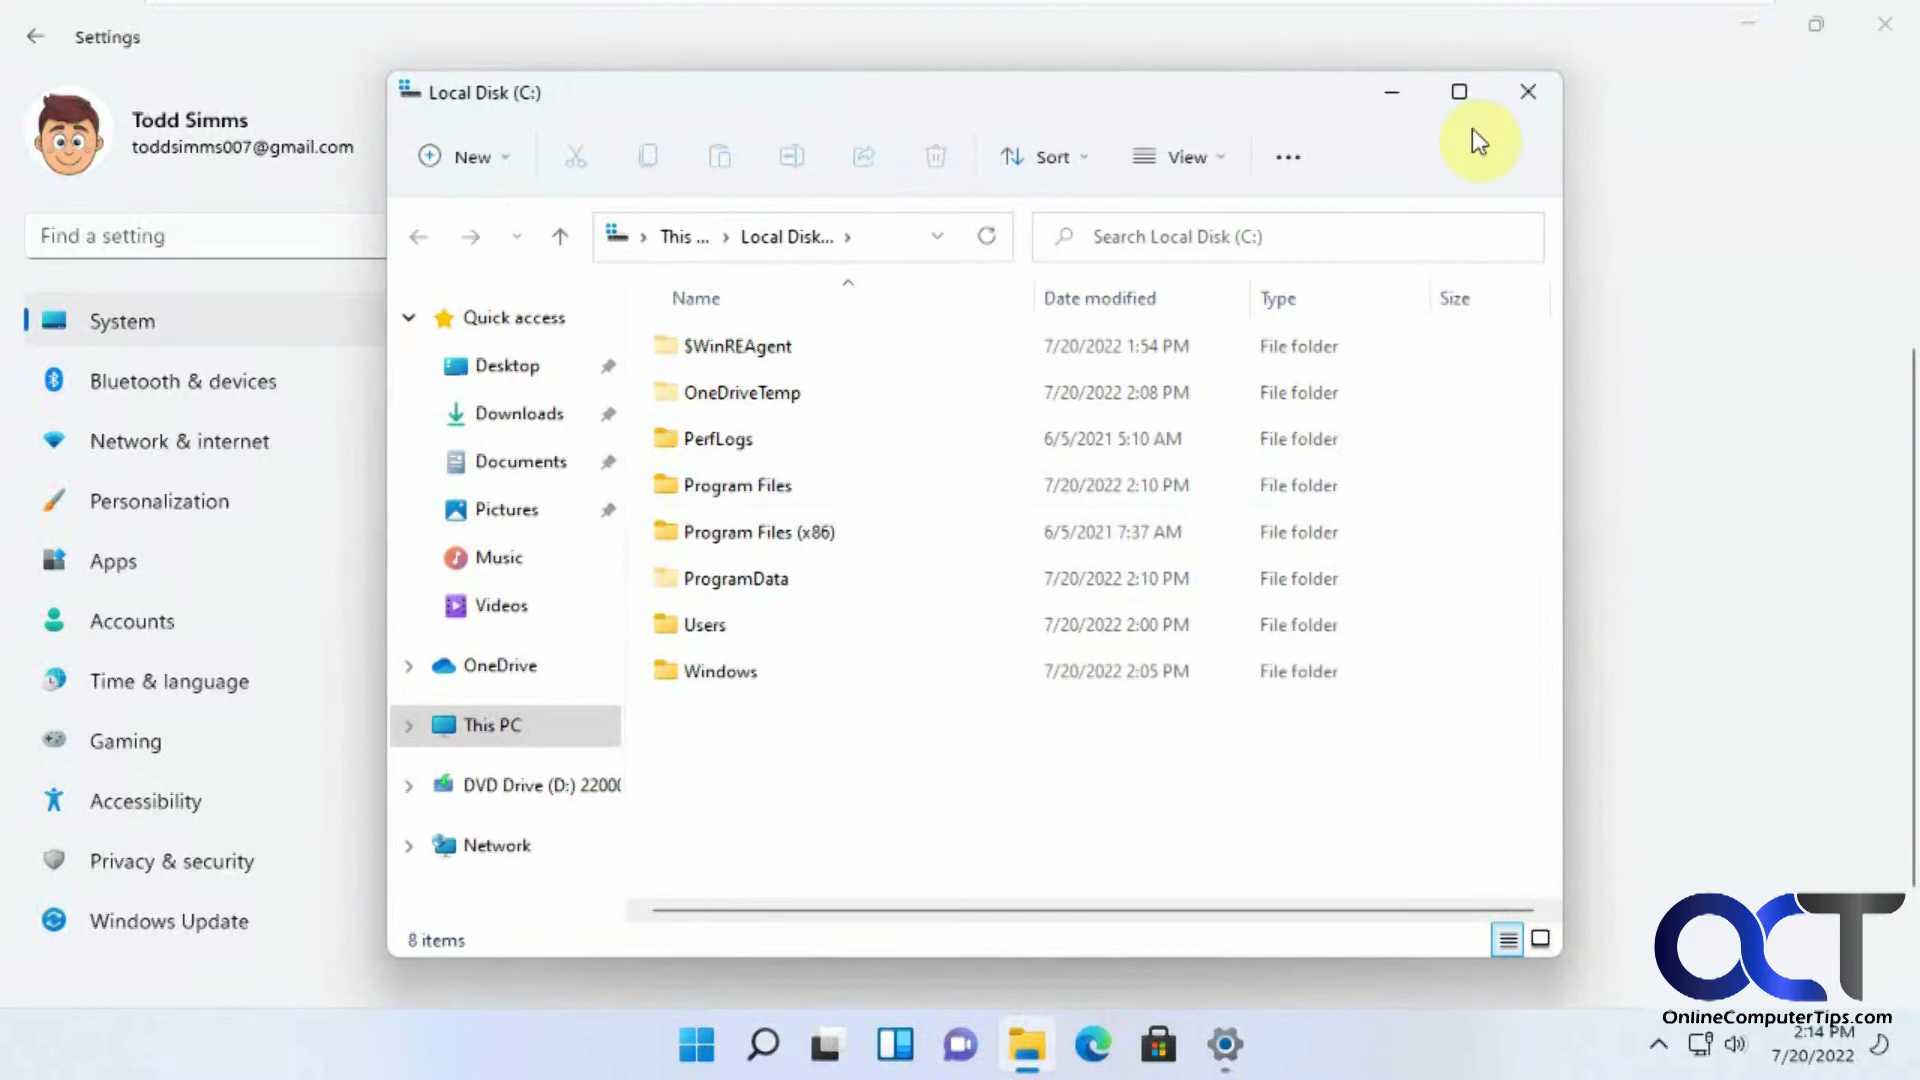 Settings
Todd Simms
toddsimms007@gmail.com
Find a setting
System
Bluetooth & devices
Network & internet
Personalization
Apps
Accounts
Time & language
Gaming
Accessibility
Privacy & security
Windows Update
Local Disk (C:)
New
Sort
View
This ...
Local Disk...
Search Local Disk (C:)
Quick access
Desktop
Downloads
Documents
Pictures
Music
Videos
OneDrive
This PC
DVD Drive (D:) 2200
Network
Name Date modified Type Size
$WinREAgent 7/20/2022 1:54 PM File folder
OneDriveTemp 7/20/2022 2:08 PM File folder
PerfLogs 6/5/2021 5:10 AM File folder
Program Files 7/20/2022 2:10 PM File folder
Program Files (x86) 6/5/2021 7:37 AM File folder
ProgramData 7/20/2022 2:10 PM File folder
Users 7/20/2022 2:00 PM File folder
Windows 7/20/2022 2:05 PM File folder
8 items
OCT
OnlineComputerTips.com
2:14 PM
7/20/2022